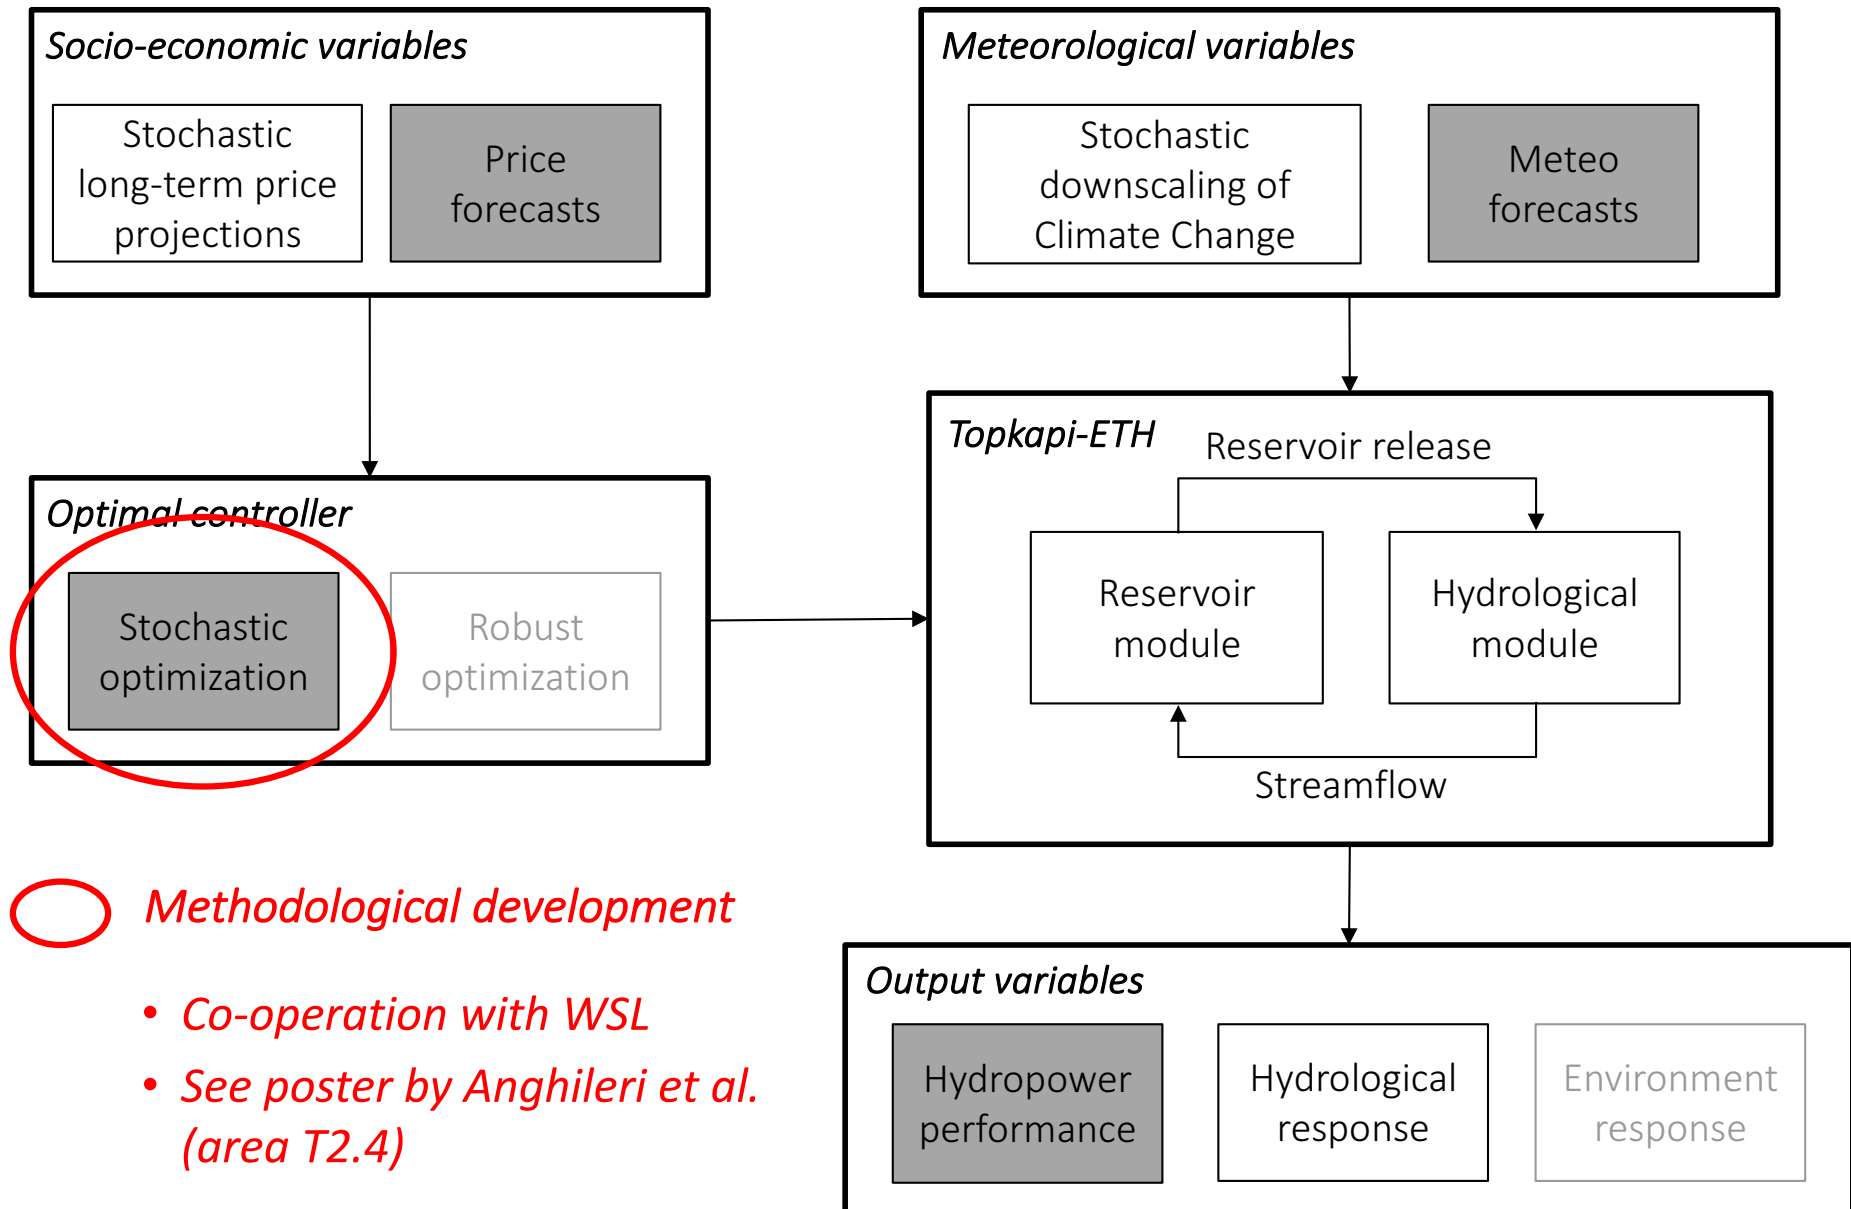 Socio-economic variables
Stochastic
long-term price
projections
Price
forecasts
Meteorological variables
Stochastic
downscaling of
Climate Change
Meteo
forecasts
Optimal controller
Stochastic
optimization
Robust
optimization
Topkapi-ETH
Reservoir release
Reservoir
module
Hydrological
module
Streamflow
Methodological development
• Co-operation with WSL
• See poster by Anghileri et al.
(area T2.4)
Output variables
Hydropower
performance
Hydrological
response
Environment
response